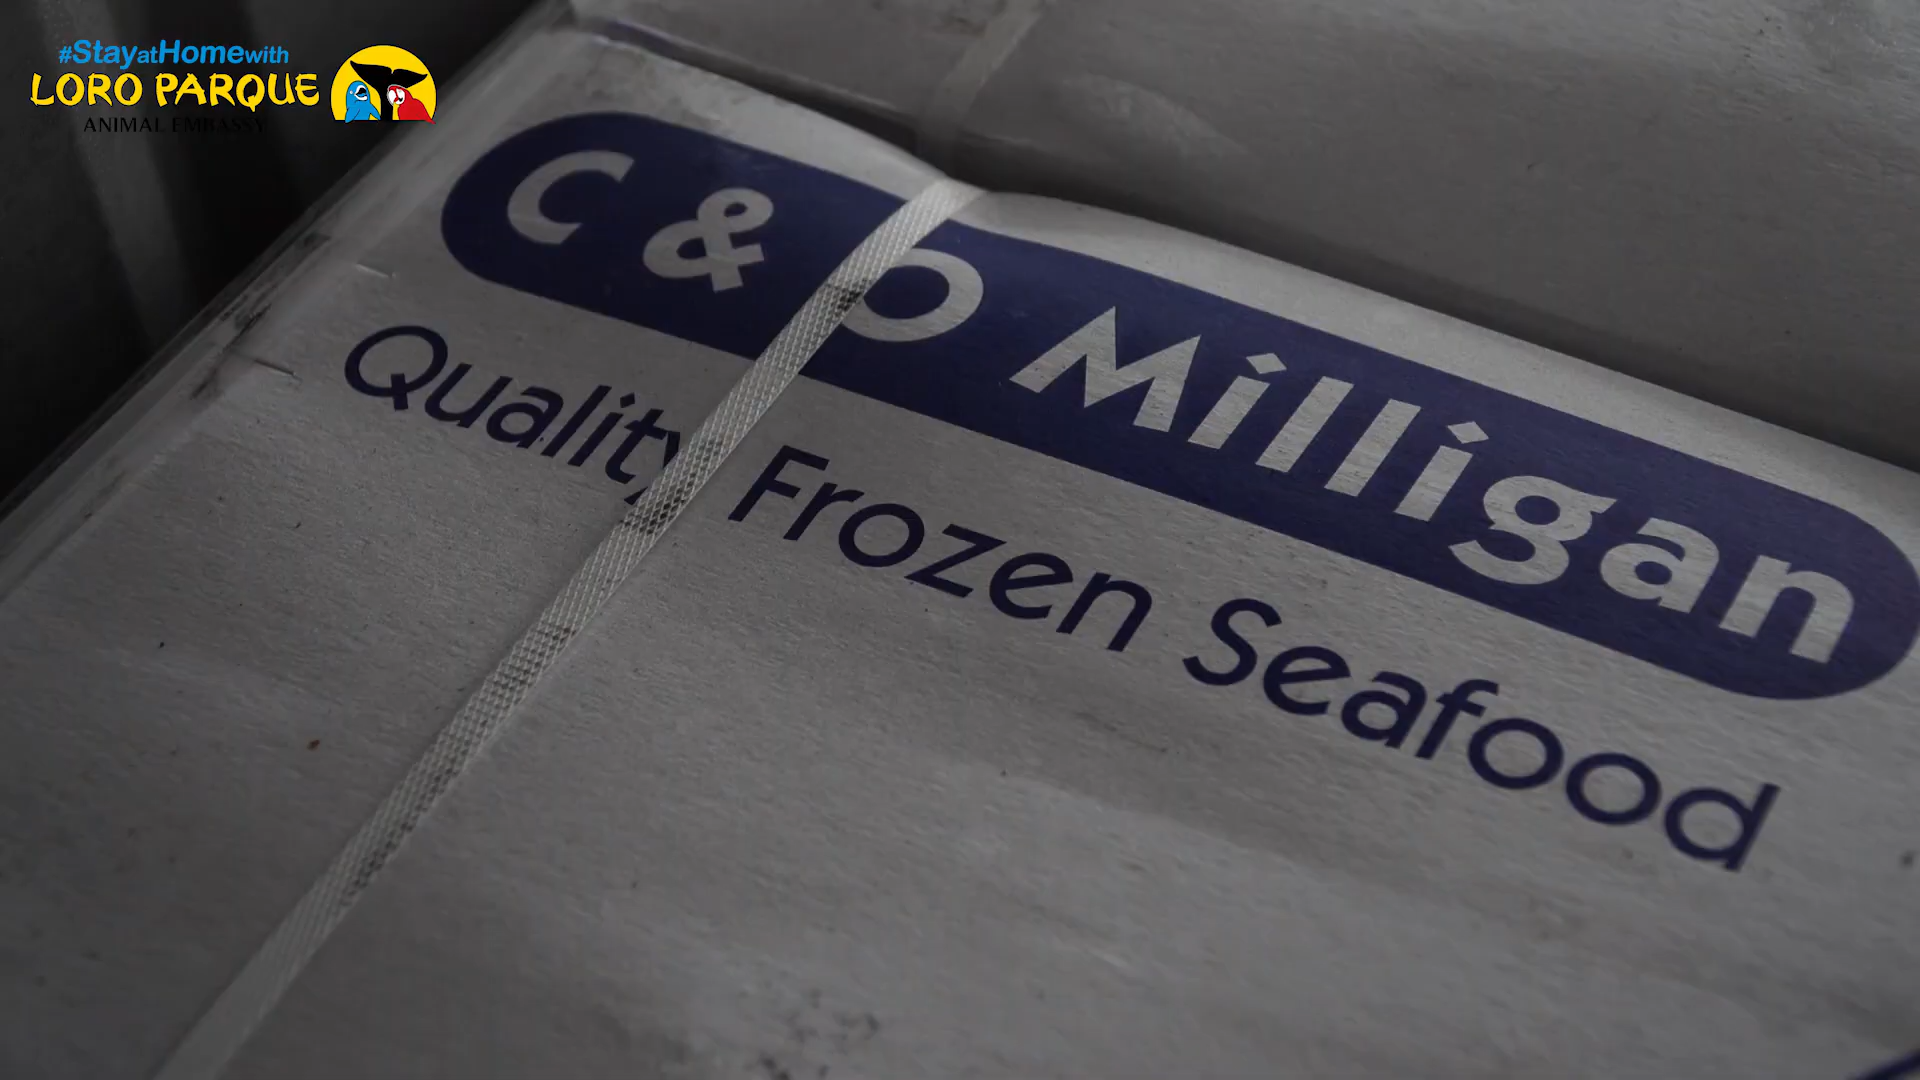 #StayatHomewith
LORO PARQUE
ANIMAL EMBASSY
C & O Milligan
Quality Frozen Seafood